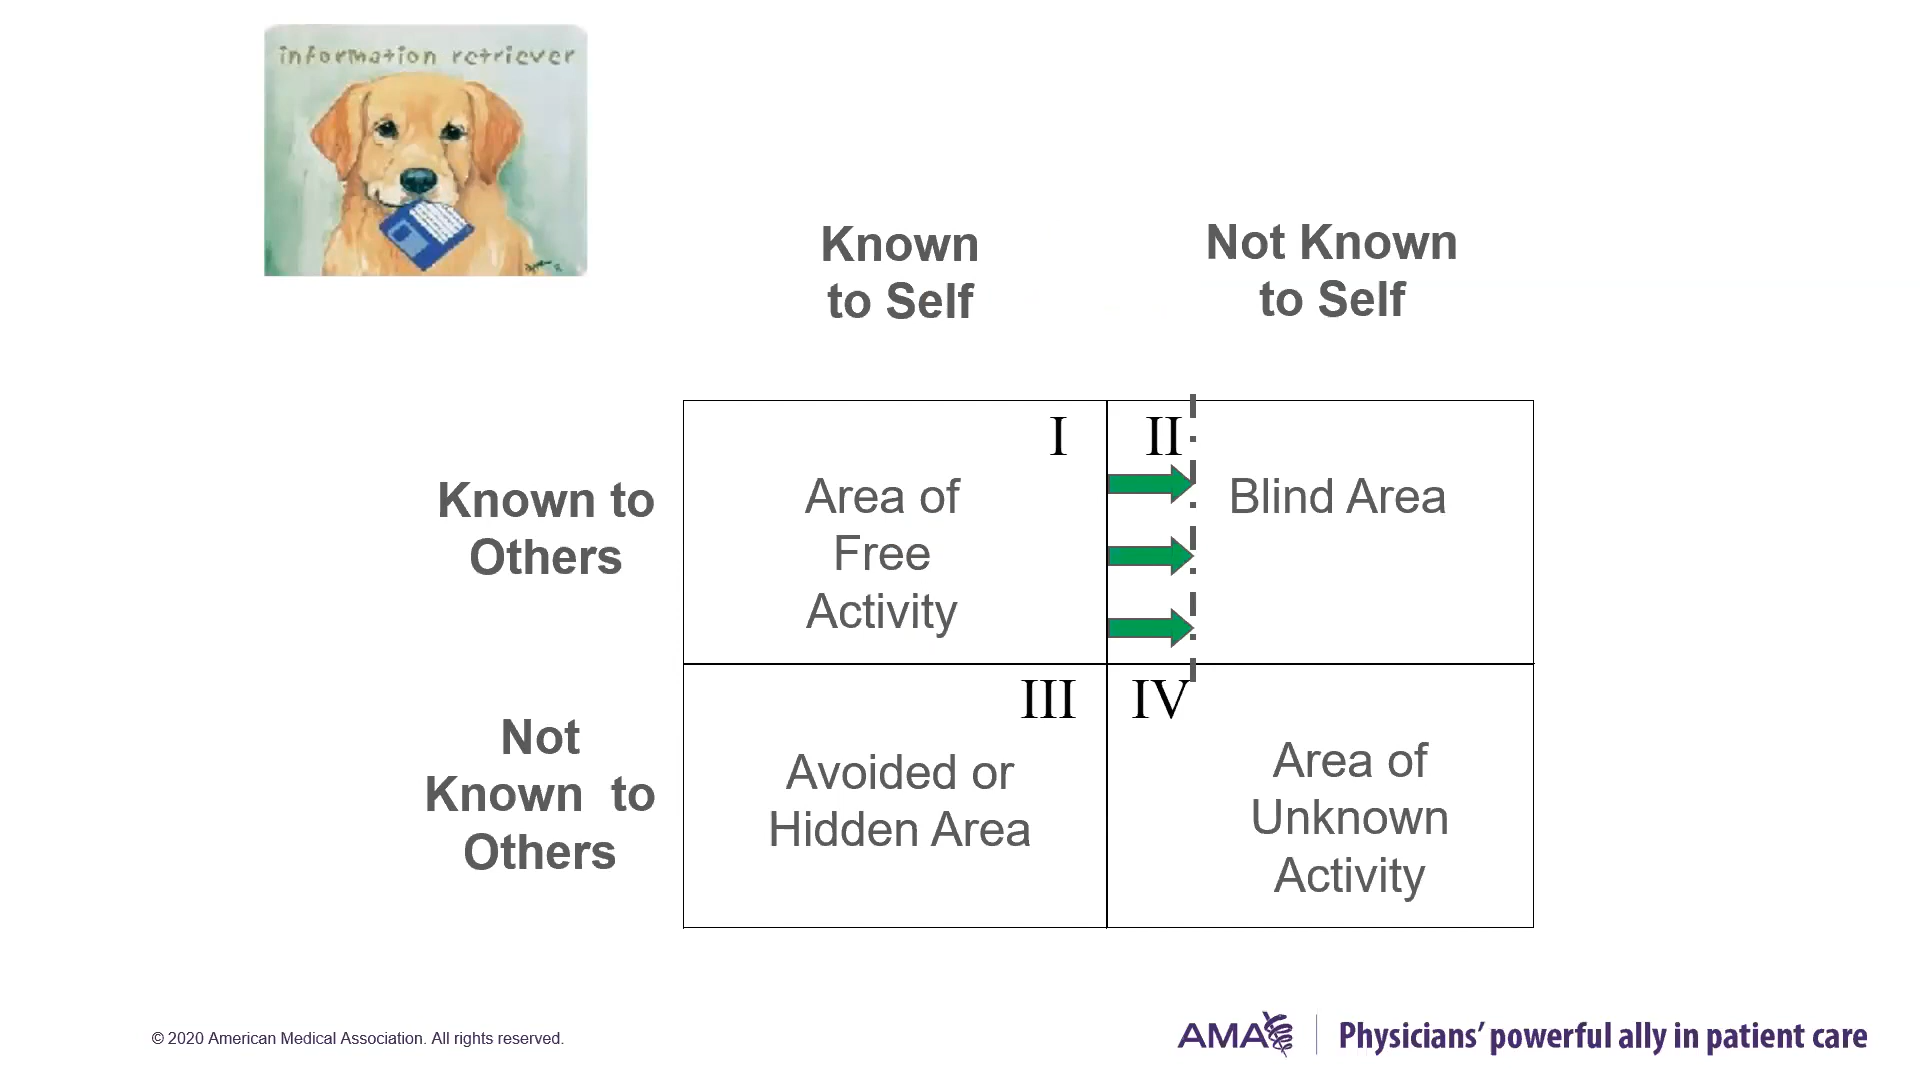 information retriever
Known
to Self
Not Known
to Self
Known to
Others
I
Area of
Free
Activity
II
Blind Area
Not
Known to
Others
III
Avoided or
Hidden Area
IV
Area of
Unknown
Activity
© 2020 American Medical Association. All rights reserved.
AMA
Physicians’ powerful ally in patient care